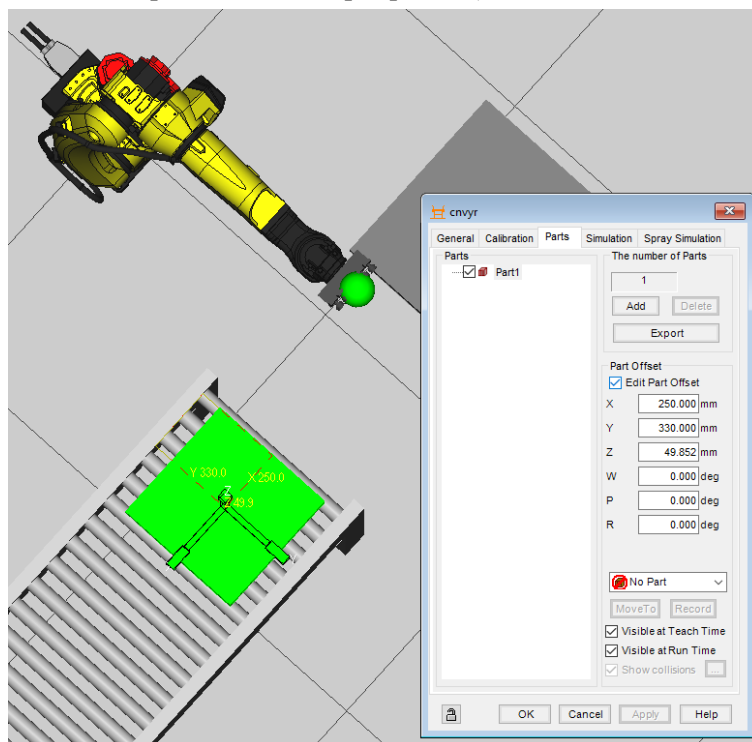 cnvyr
General Calibration Parts Simulation Spray Simulation
Parts
Part1
The number of Parts
1
Add Delete
Export
Part Offset
Edit Part Offset
X 250.000 mm
Y 330.000 mm
Z 49.852 mm
W 0.000 deg
P 0.000 deg
R 0.000 deg
No Part
MoveTo Record
Visible at Teach Time
Visible at Run Time
Show collisions ...
OK Cancel Apply Help
Y 330.0 X 250.0
Z